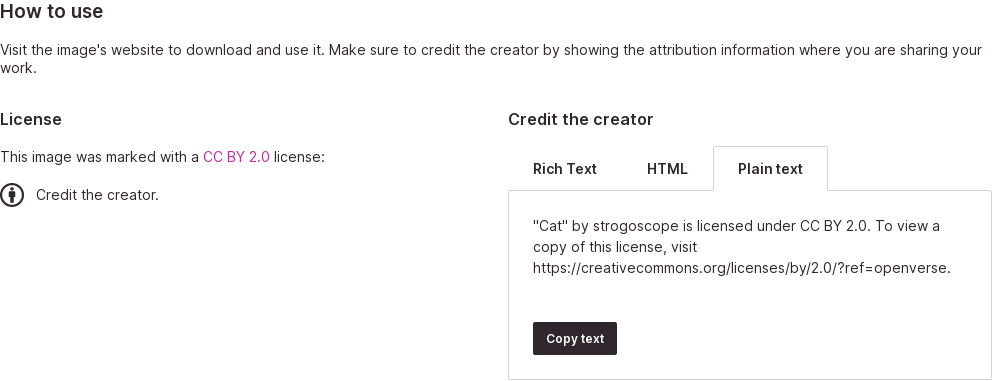 How to use
Visit the image's website to download and use it. Make sure to credit the creator by showing the attribution information where you are sharing your
work.
License
This image was marked with a CC BY 2.0 license:
Credit the creator.
Credit the creator
Rich Text
HTML
Plain text
"Cat" by strogoscope is licensed under CC BY 2.0. To view a
copy of this license, visit
https://creativecommons.org/licenses/by/2.0/?ref=openverse.
Copy text